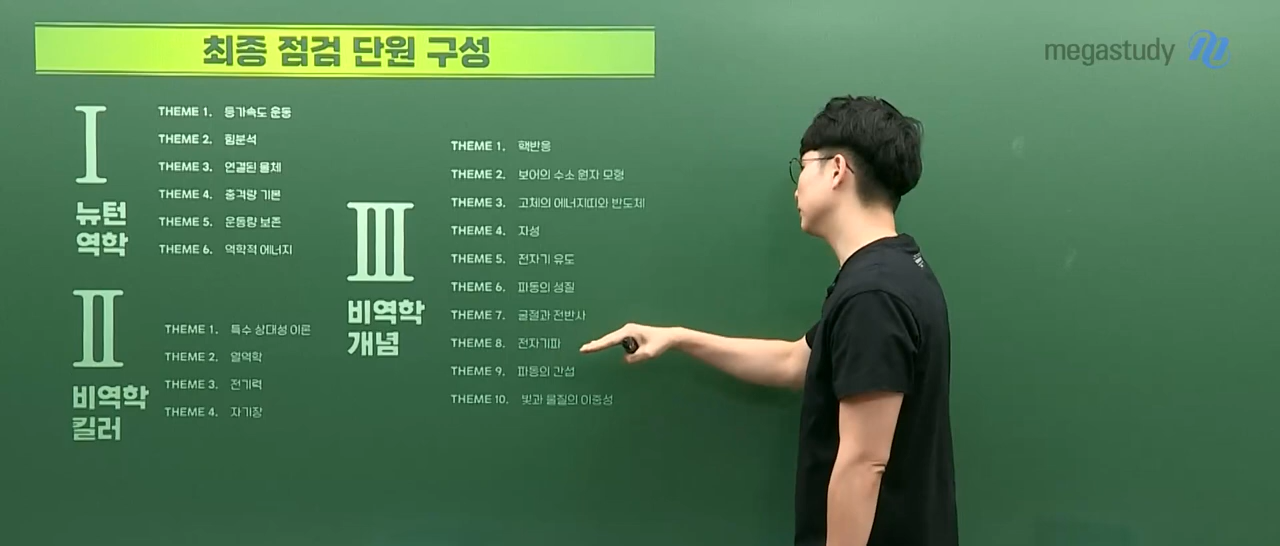 최종 점검 단원 구성
megastudy
I
뉴턴
역학
THEME 1. 등가속도 운동
THEME 2. 힘분석
THEME 3. 연결된 물체
THEME 4. 충격량 기본
THEME 5. 운동량 보존
THEME 6. 역학적 에너지
II
비역학
킬러
THEME 1. 특수 상대성 이론
THEME 2. 열역학
THEME 3. 전기력
THEME 4. 자기장
III
비역학
개념
THEME 1. 핵반응
THEME 2. 보어의 수소 원자 모형
THEME 3. 고체의 에너지띠와 반도체
THEME 4. 자성
THEME 5. 전자기 유도
THEME 6. 파동의 성질
THEME 7. 굴절과 전반사
THEME 8. 전자기파
THEME 9. 파동의 간섭
THEME 10. 빛과 물질의 이중성